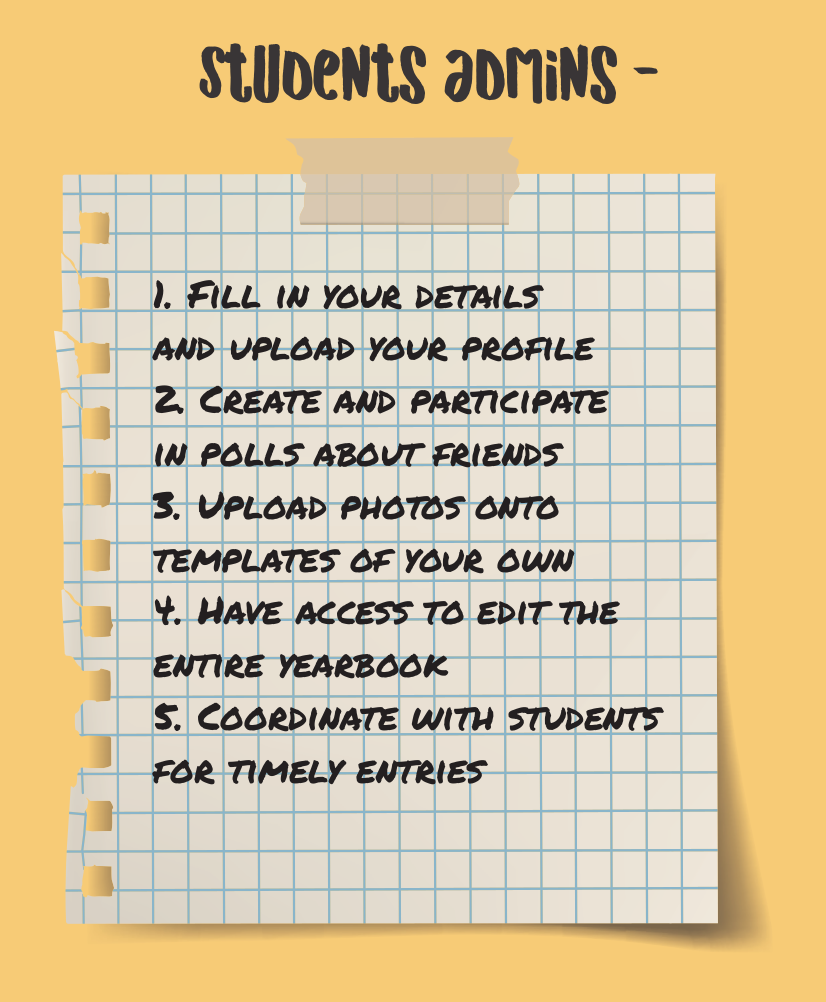 Students Admins -
1. Fill in your details
and upload your profile
2. Create and participate
in polls about friends
3. Upload photos onto
templates of your own
4. Have access to edit the
entire yearbook
5. Coordinate with students
for timely entries